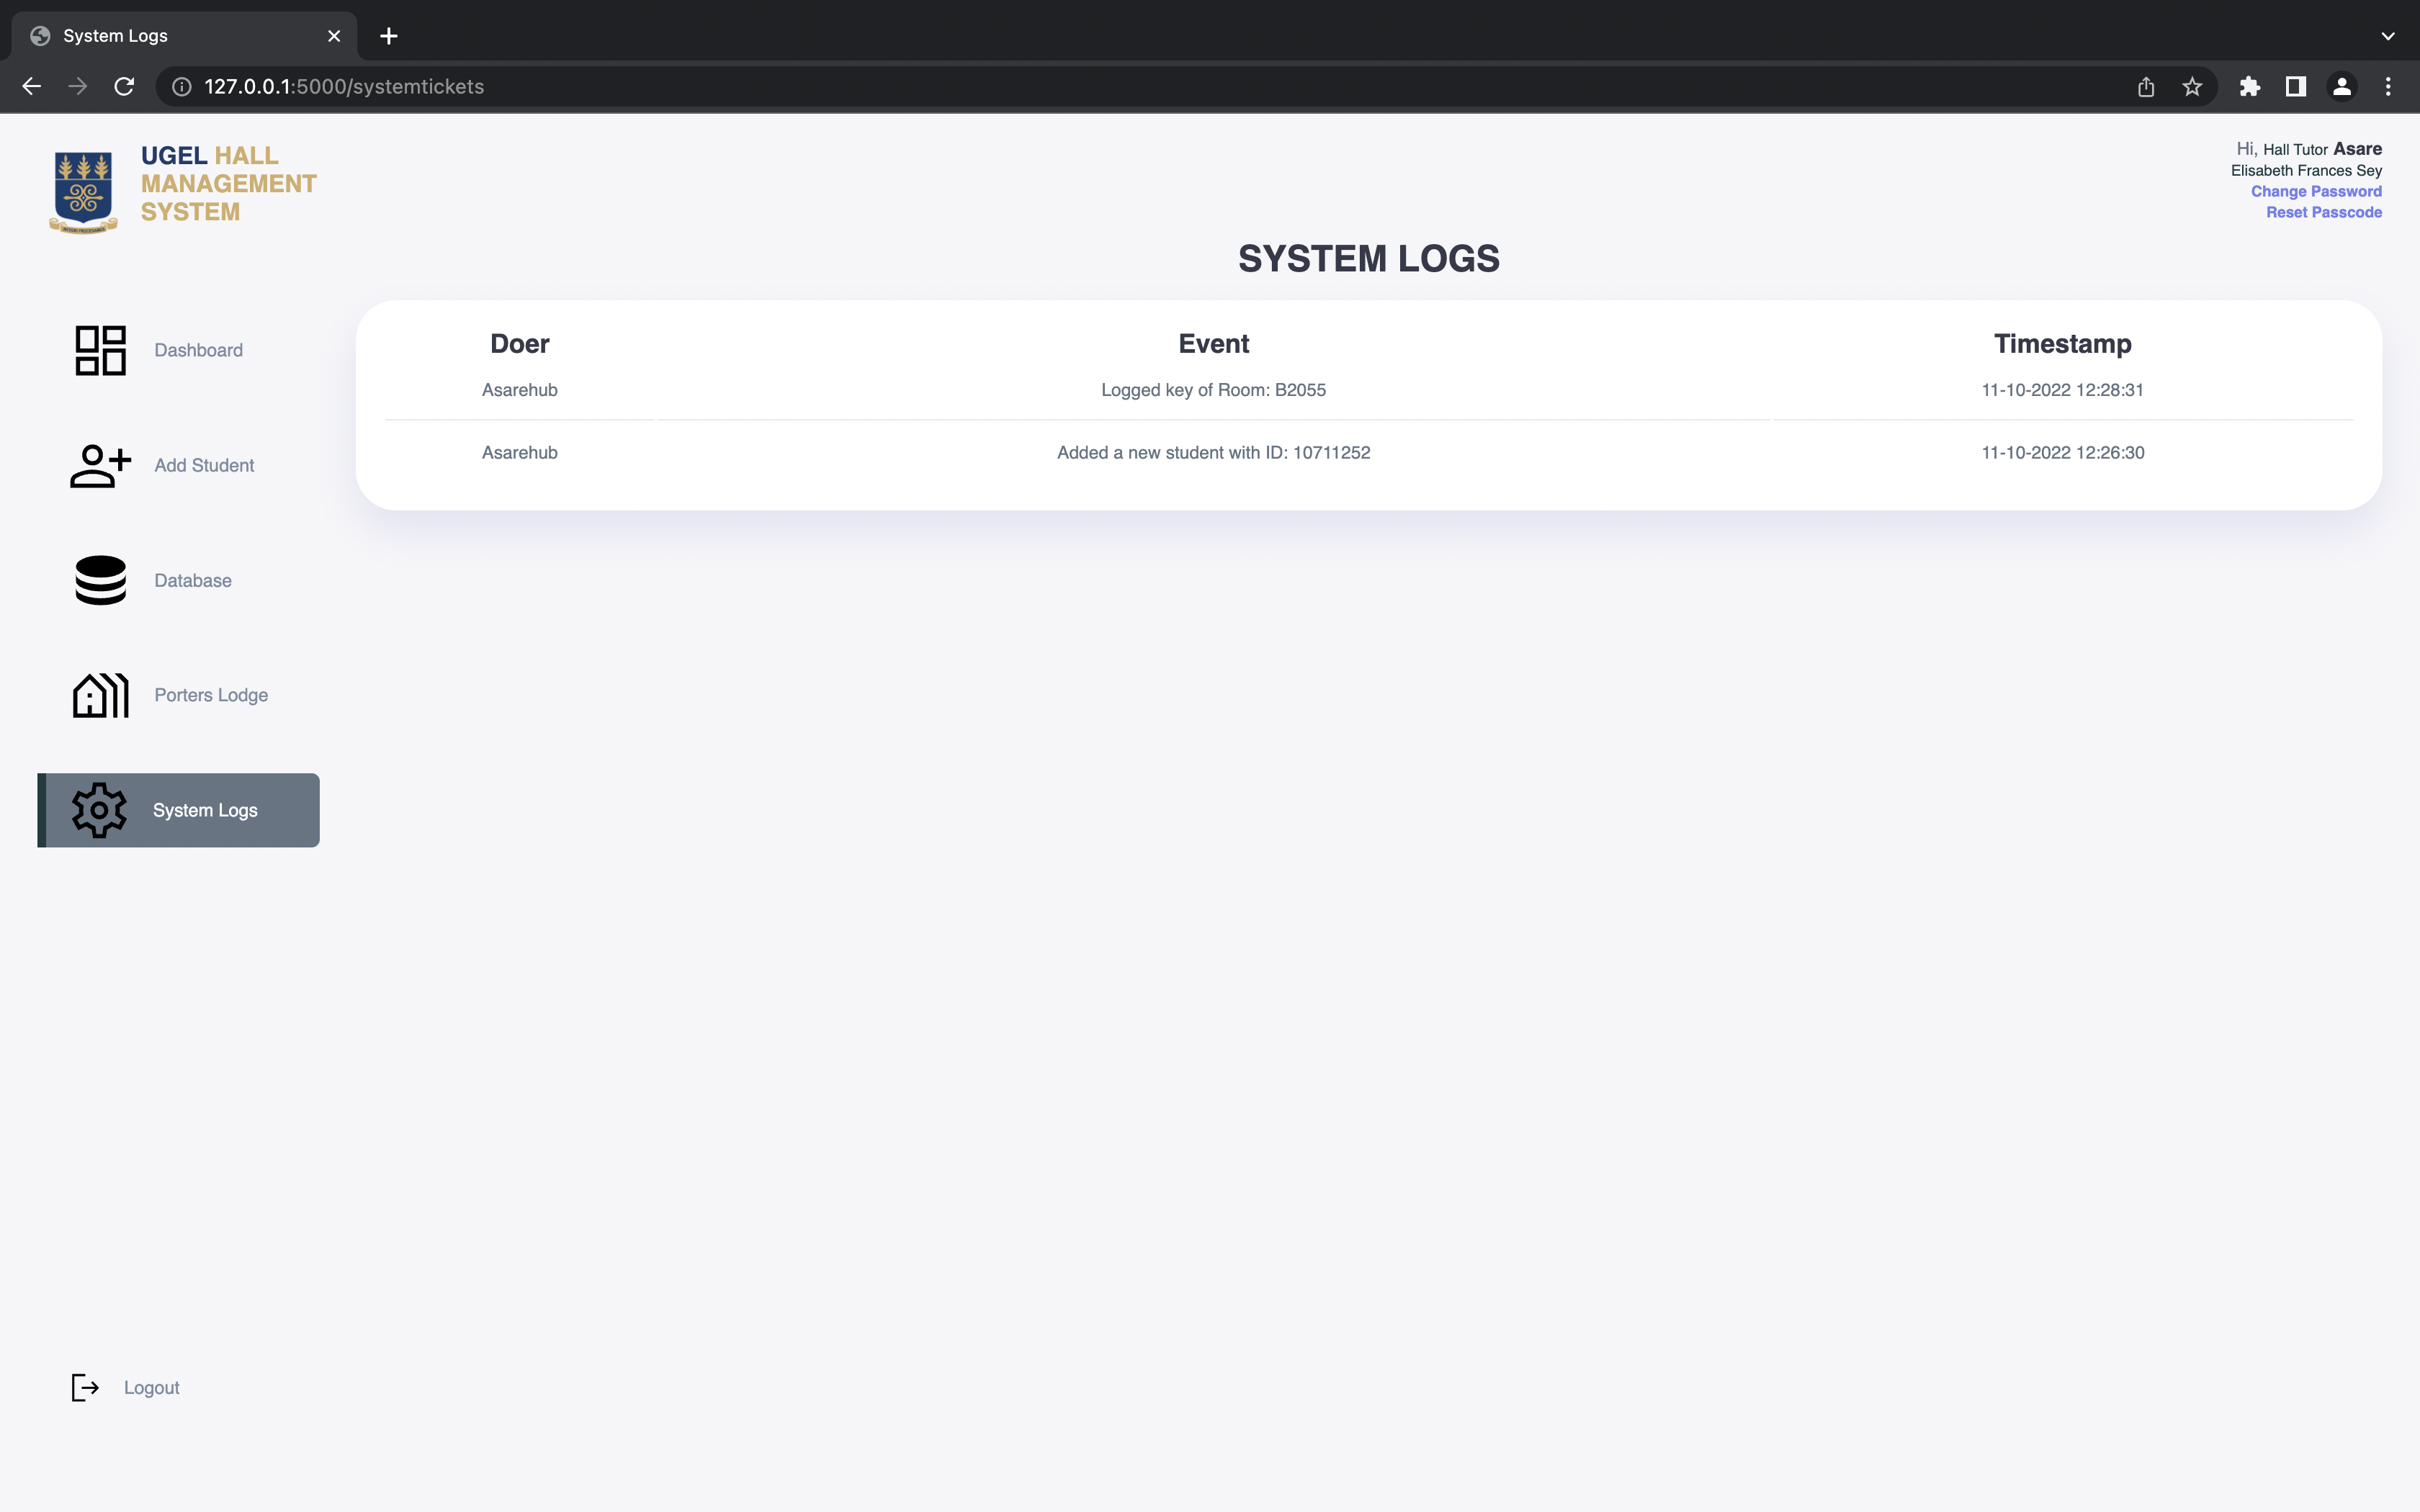 System Logs
127.0.0.1:5000/systemtickets
UGEL HALL
MANAGEMENT
SYSTEM
Hi, Hall Tutor Asare
Elisabeth Frances Sey
Change Password
Reset Passcode
SYSTEM LOGS
Doer Event Timestamp
Asarehub Logged key of Room: B2055 11-10-2022 12:28:31
Asarehub Added a new student with ID: 10711252 11-10-2022 12:26:30
Dashboard
Add Student
Database
Porters Lodge
System Logs
Logout